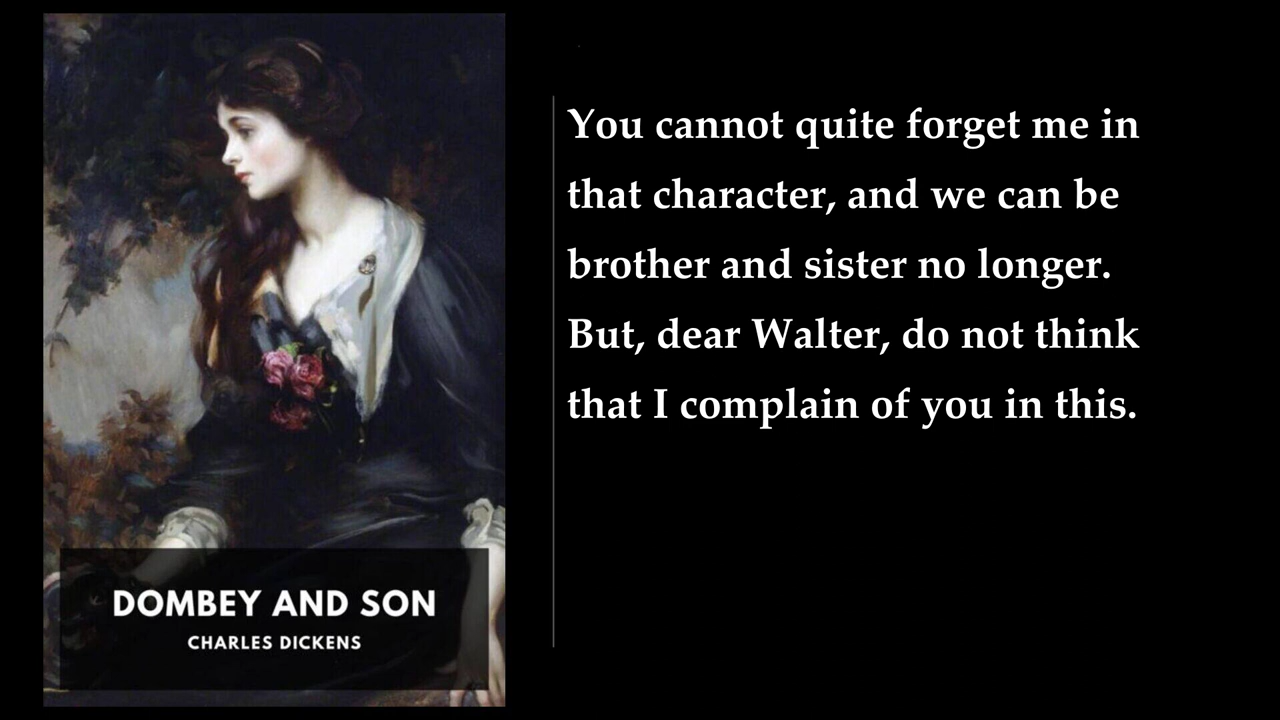 You cannot quite forget me in
that character, and we can be
brother and sister no longer.
But, dear Walter, do not think
that I complain of you in this.
DOMBEY AND SON
CHARLES DICKENS